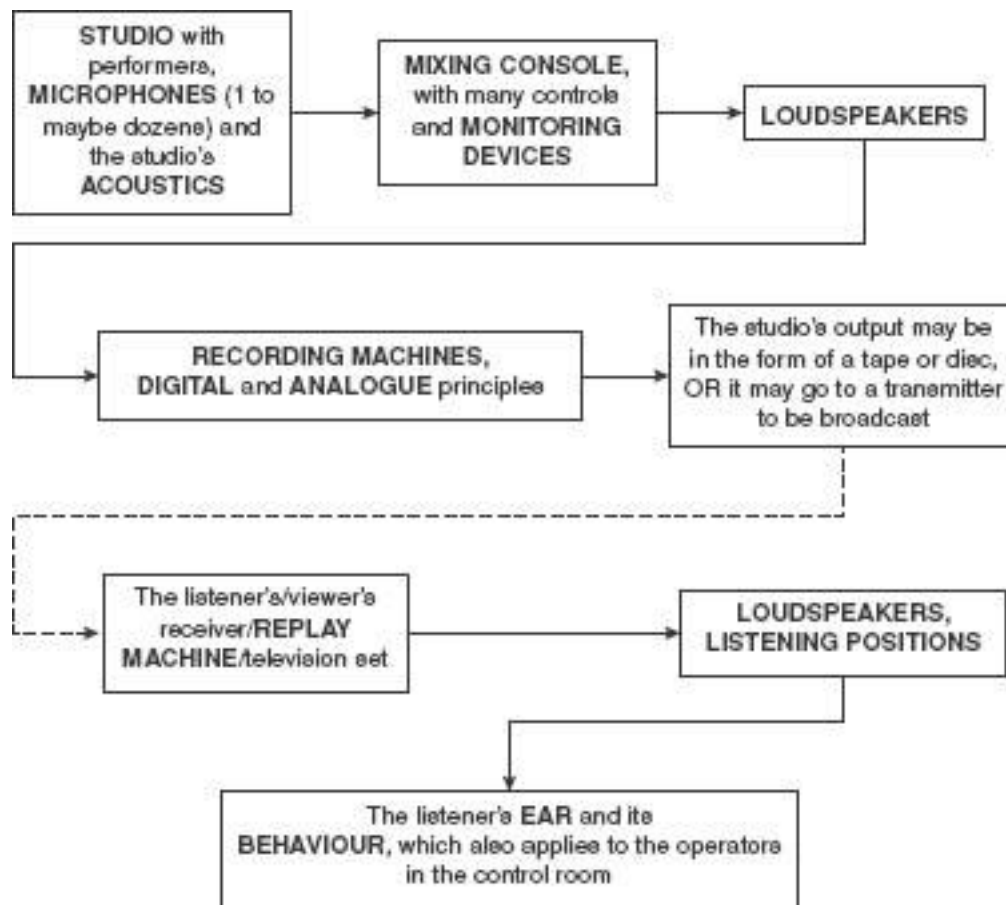 STUDIO with
performers,
MICROPHONES (1 to
maybe dozens) and
the studio's
ACOUSTICS
MIXING CONSOLE,
with many controls
and MONITORING
DEVICES
LOUDSPEAKERS
RECORDING MACHINES,
DIGITAL and ANALOGUE principles
The studio's output may be
in the form of a tape or disc,
OR it may go to a transmitter
to be broadcast
The listener's/viewer's
receiver/REPLAY
MACHINE/television set
LOUDSPEAKERS,
LISTENING POSITIONS
The listener's EAR and its
BEHAVIOUR, which also applies to the operators
in the control room